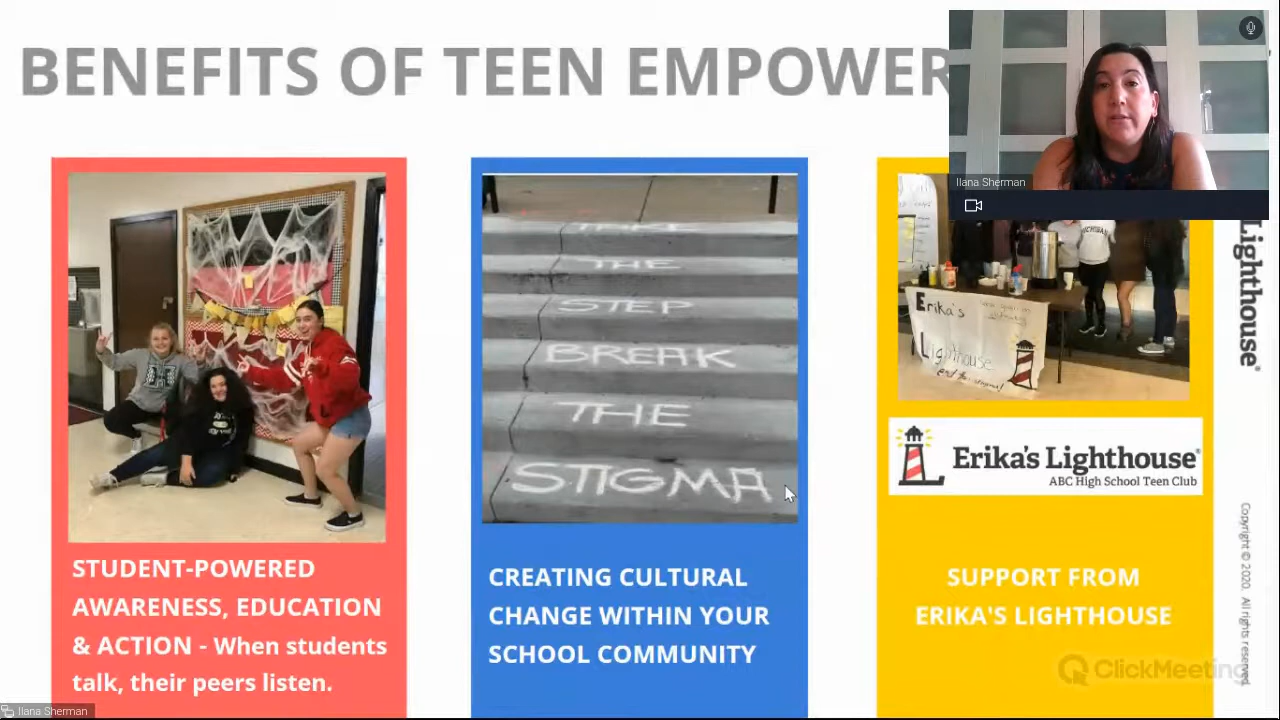 BENEFITS OF TEEN EMPOWER
Ilana Sherman
THE
STEP
BREAK
THE
STIGMA
MICHIGAN
Erika's
Lighthouse
Lighthouse®
Erika's Lighthouse®
ABC High School Teen Club
STUDENT-POWERED
AWARENESS, EDUCATION
& ACTION - When students
talk, their peers listen.
CREATING CULTURAL
CHANGE WITHIN YOUR
SCHOOL COMMUNITY
SUPPORT FROM
ERIKA'S LIGHTHOUSE
Copyright © 2020. All rights reserved.
ClickMeeting
Ilana Sherman